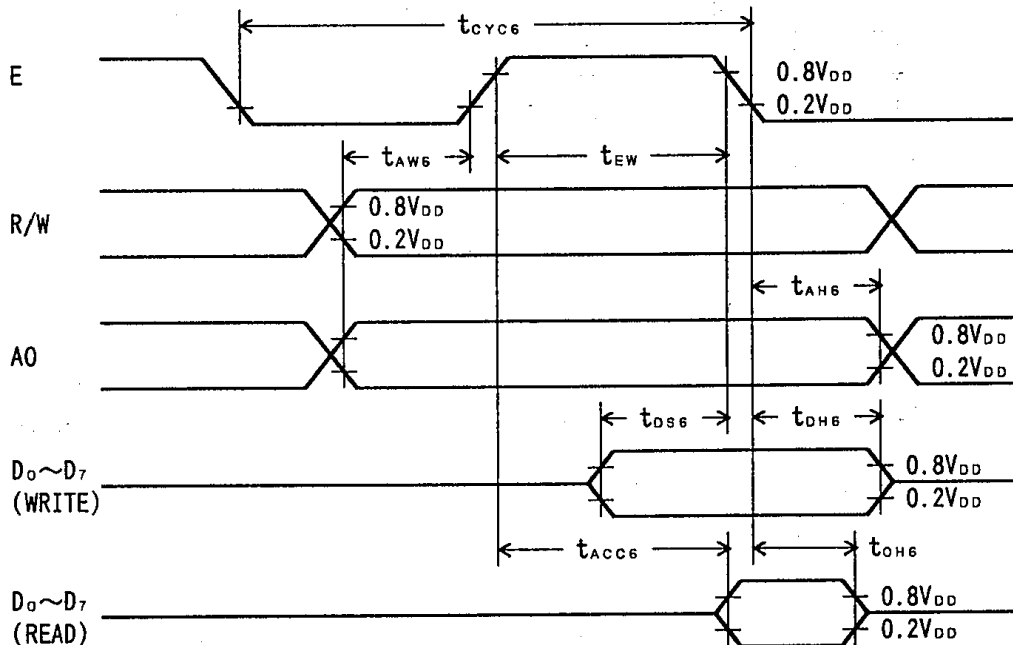 tCYC6
E
0.8VDD
0.2VDD
tAW6
tEW
R/W
0.8VDD
0.2VDD
tAH6
A0
0.8VDD
0.2VDD
tDS6
tDH6
D0~D7
(WRITE)
0.8VDD
0.2VDD
tACC6
tOH6
D0~D7
(READ)
0.8VDD
0.2VDD